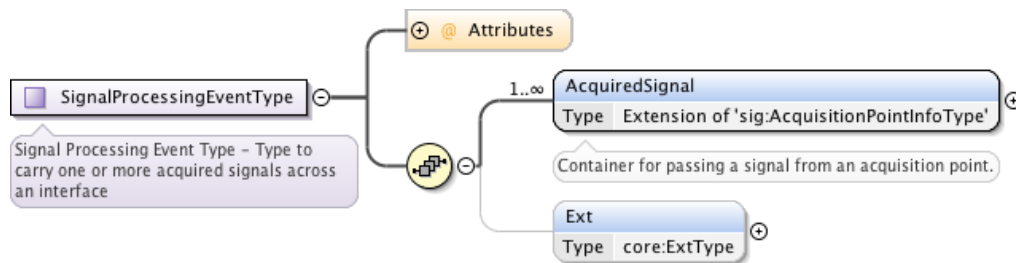 @ Attributes
SignalProcessingEventType
Signal Processing Event Type – Type to
carry one or more acquired signals across
an interface
1..∞
AcquiredSignal
Type Extension of 'sig:AcquisitionPointInfoType'
Container for passing a signal from an acquisition point.
Ext
Type core:ExtType